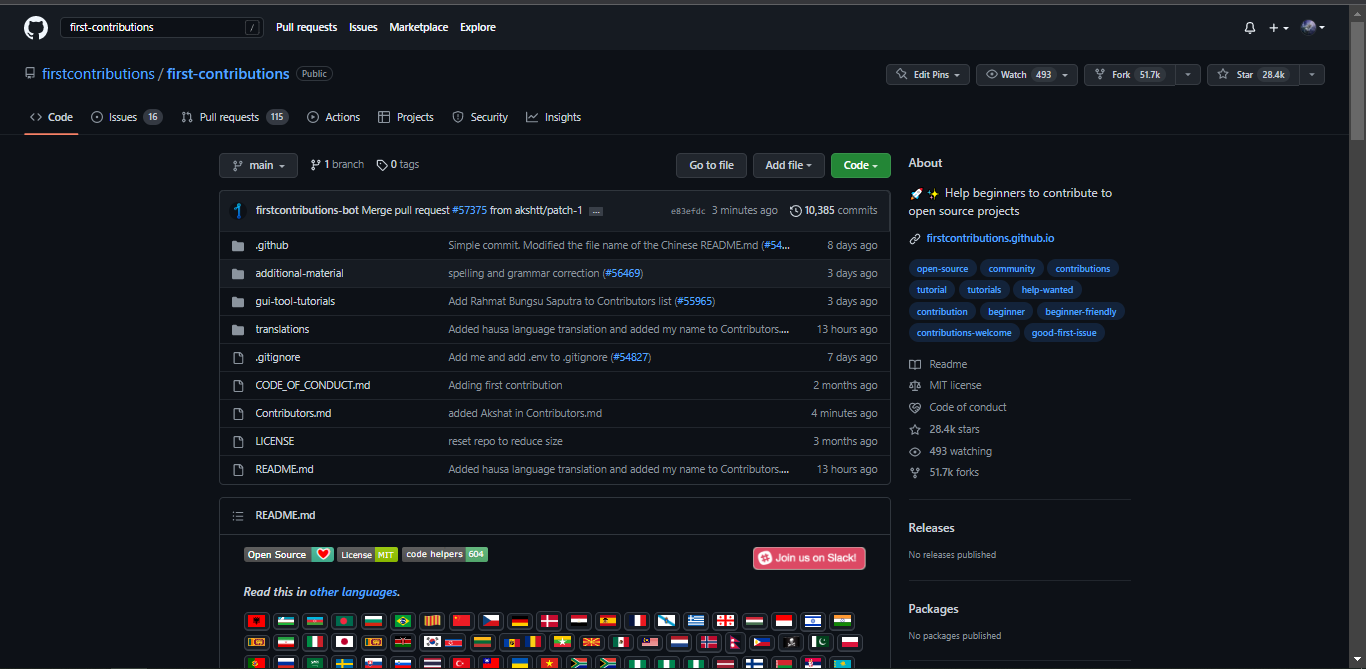 first-contributions / Pull requests Issues Marketplace Explore
firstcontributions / first-contributions Public Edit Pins Watch 493 Fork 51.7k Star 28.4k
Code Issues 16 Pull requests 115 Actions Projects Security Insights
main 1 branch 0 tags Go to file Add file Code
firstcontributions-bot Merge pull request #57375 from akshtt/patch-1 ... e83efdc 3 minutes ago 10,385 commits
.github Simple commit. Modified the file name of the Chinese README.md (#54... 8 days ago
additional-material spelling and grammar correction (#56469) 3 days ago
gui-tool-tutorials Add Rahmat Bungsu Saputra to Contributors list (#55965) 3 days ago
translations Added hausa language translation and added my name to Contributors.... 13 hours ago
.gitignore Add me and add .env to .gitignore (#54827) 7 days ago
CODE_OF_CONDUCT.md Adding first contribution 2 months ago
Contributors.md added Akshat in Contributors.md 4 minutes ago
LICENSE reset repo to reduce size 3 months ago
README.md Added hausa language translation and added my name to Contributors.... 13 hours ago
README.md
Open Source License MIT code helpers 604 Join us on Slack!
Read this in other languages.
About
Help beginners to contribute to
open source projects
firstcontributions.github.io
open-source community contributions
tutorial tutorials help-wanted
contribution beginner beginner-friendly
contributions-welcome good-first-issue
Readme
MIT license
Code of conduct
28.4k stars
493 watching
51.7k forks
Releases
No releases published
Packages
No packages published